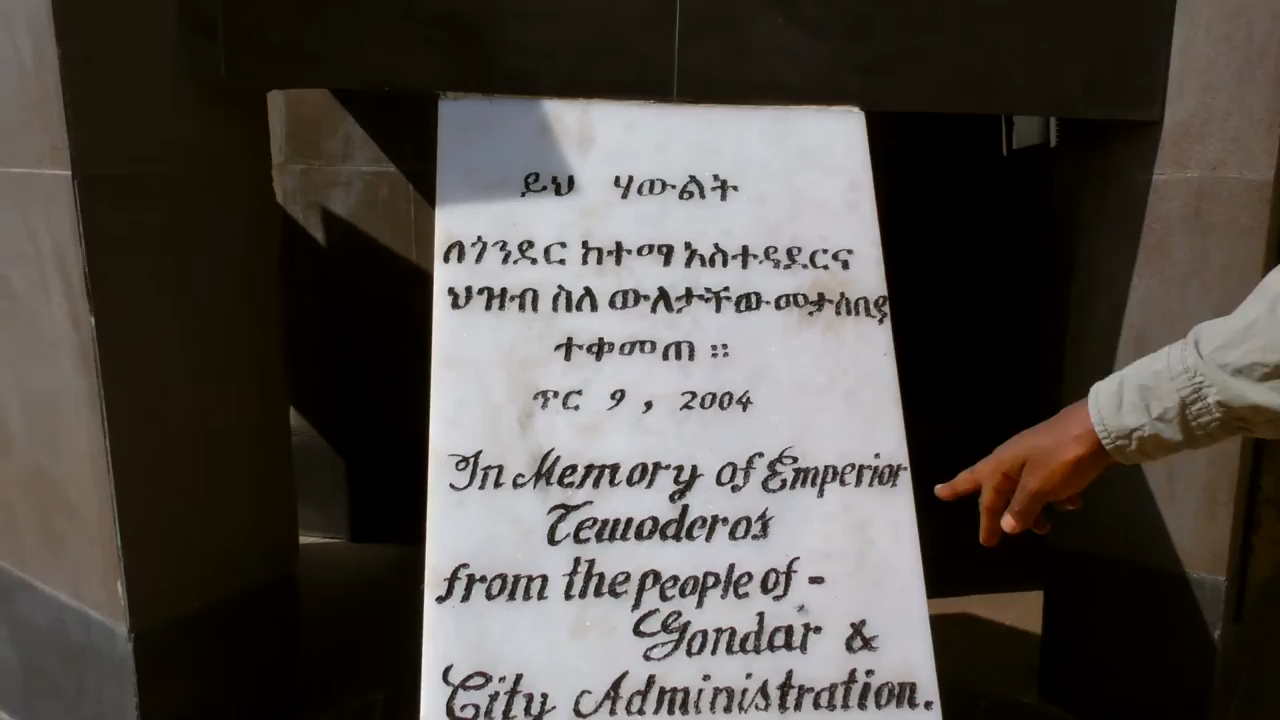 ይህ ሃውልት
ለጎንደር ከተማ አስተዳደርና
ህዝብ ስለ ውለታቸው መታሰቢያ
ተቀመጠ ።
ጥር 9 , 2004
In Memory of Emperior
Tewoderos
from the people of -
Gondar &
City Administration.